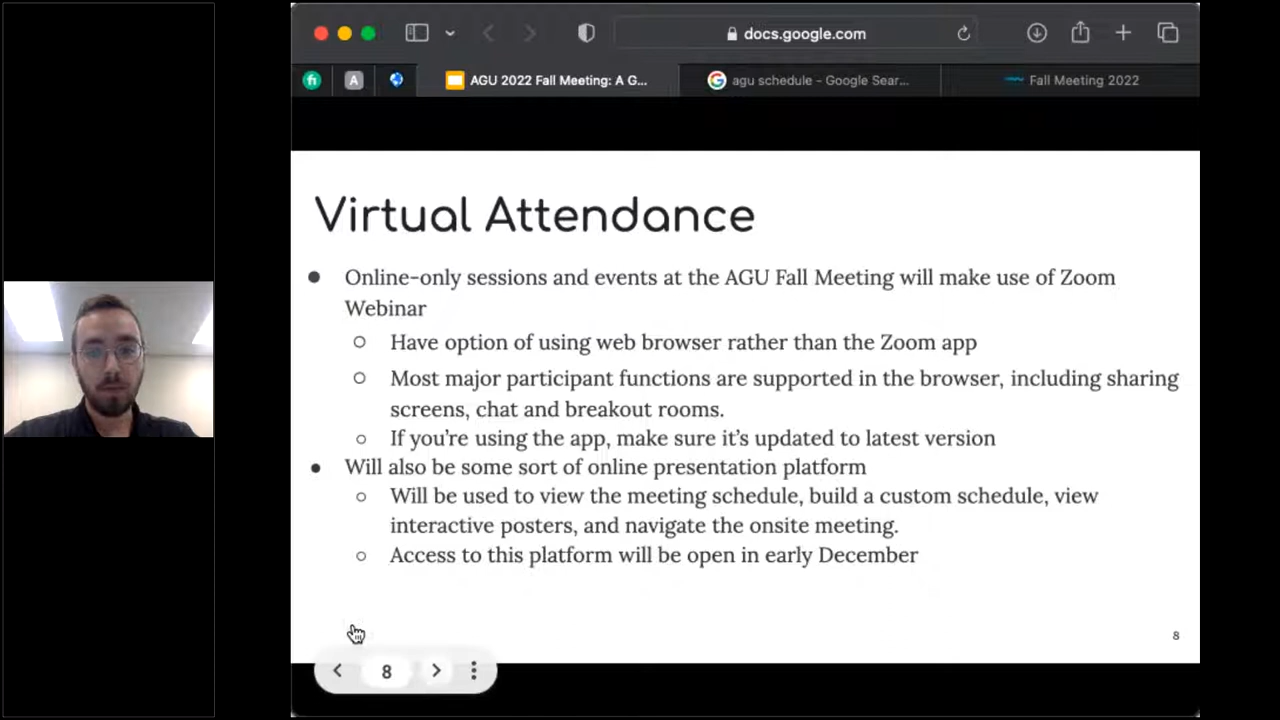 docs.google.com
A
AGU 2022 Fall Meeting: A G...
agu schedule - Google Sear...
Fall Meeting 2022
Virtual Attendance
● Online-only sessions and events at the AGU Fall Meeting will make use of Zoom
Webinar
○ Have option of using web browser rather than the Zoom app
○ Most major participant functions are supported in the browser, including sharing
screens, chat and breakout rooms.
○ If you’re using the app, make sure it’s updated to latest version
● Will also be some sort of online presentation platform
○ Will be used to view the meeting schedule, build a custom schedule, view
interactive posters, and navigate the onsite meeting.
○ Access to this platform will be open in early December
8
8